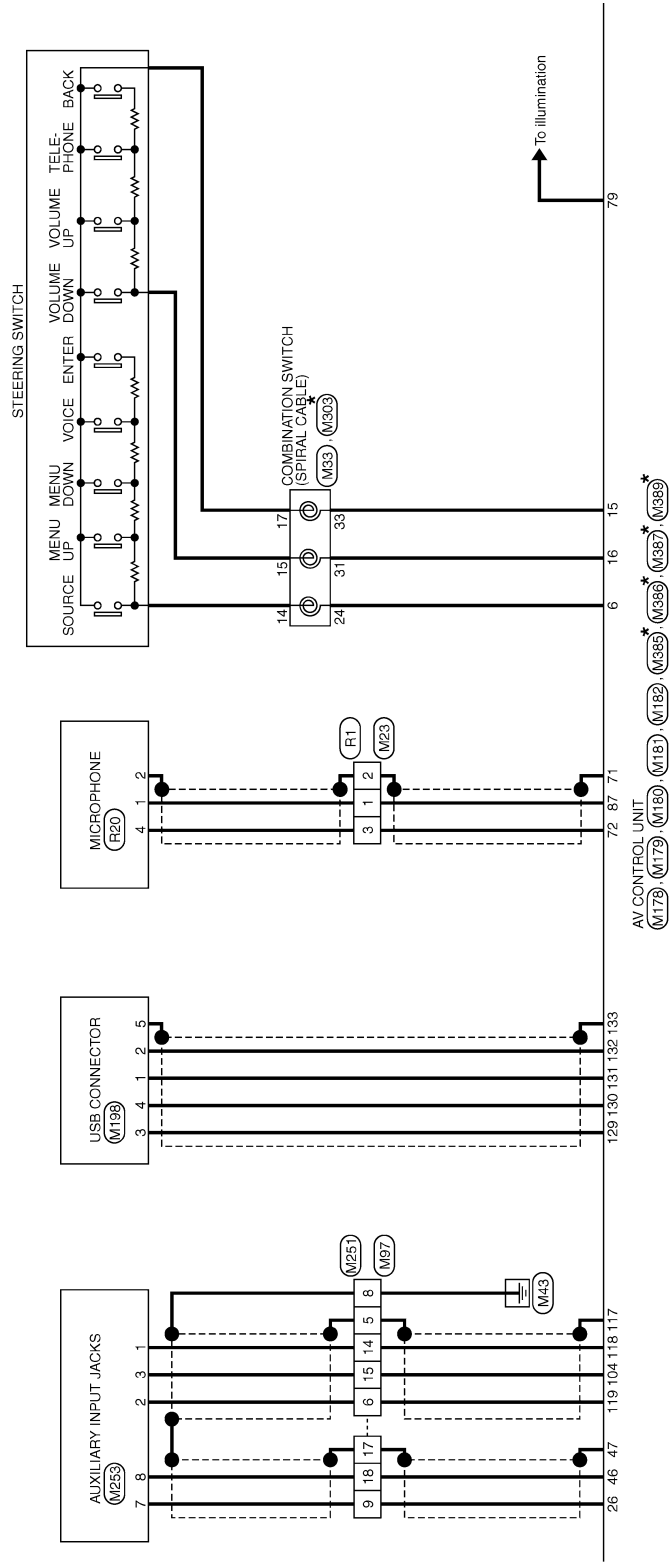 AUXILIARY INPUT JACKS
M253
7 8 2 3 1
9 18 17 6 15 14 5 8
M251
M97
M43
26 46 47 119 104 118 117
USB CONNECTOR
M198
3 4 1 2 5
129 130 131 132 133
MICROPHONE
R20
4 1 2
3 1 2
R1
M23
72 87 71
STEERING SWITCH
SOURCE
MENU
UP
MENU
DOWN
VOICE
ENTER
VOLUME
DOWN
VOLUME
UP
TELE-
PHONE
BACK
14 15 17
24 31 33
COMBINATION SWITCH
(SPIRAL CABLE)
M33 , M303*
6 16 15
To illumination
79
AV CONTROL UNIT
M178 , M179 , M180 , M181 , M182 , M385* , M386* , M387* , M389*